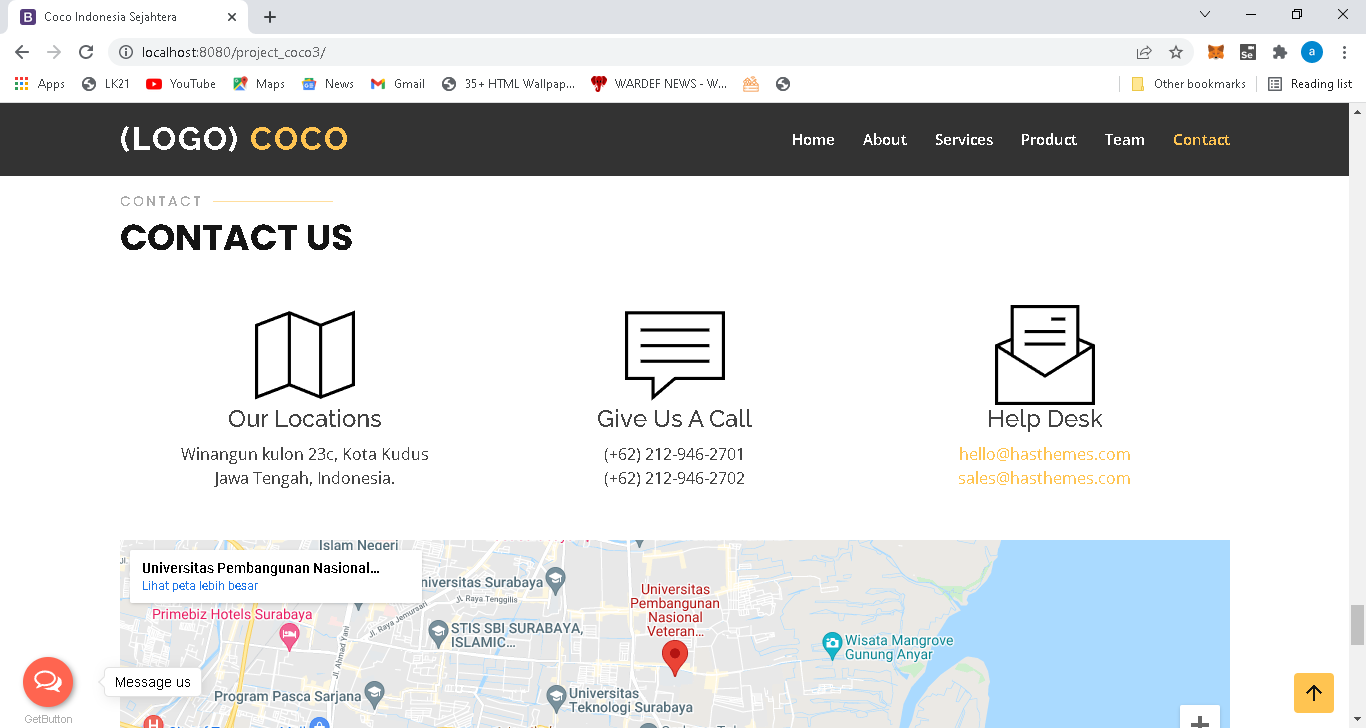 Coco Indonesia Sejahtera
localhost:8080/project_coco3/
Apps LK21 YouTube Maps News Gmail 35+ HTML Wallpap... WARDEF NEWS - W... Other bookmarks Reading list
(LOGO) COCO
Home About Services Product Team Contact
CONTACT
CONTACT US
Our Locations
Winangun kulon 23c, Kota Kudus
Jawa Tengah, Indonesia.
Give Us A Call
(+62) 212-946-2701
(+62) 212-946-2702
Help Desk
hello@hasthemes.com
sales@hasthemes.com
Islam Negeri
Universitas Pembangunan Nasional...
Lihat peta lebih besar
niversitas Surabaya
Jl. Raya Tenggilis
Jl. Raya Jemursari
Jl. Ahmad Yani
Primebiz Hotels Surabaya
STIS SBI SURABAYA,
ISLAMIC...
Universitas
Pembangunan
Nasional
Veteran...
Wisata Mangrove
Gunung Anyar
Program Pasca Sarjana
Universitas
Teknologi Surabaya
Message us
GetButton